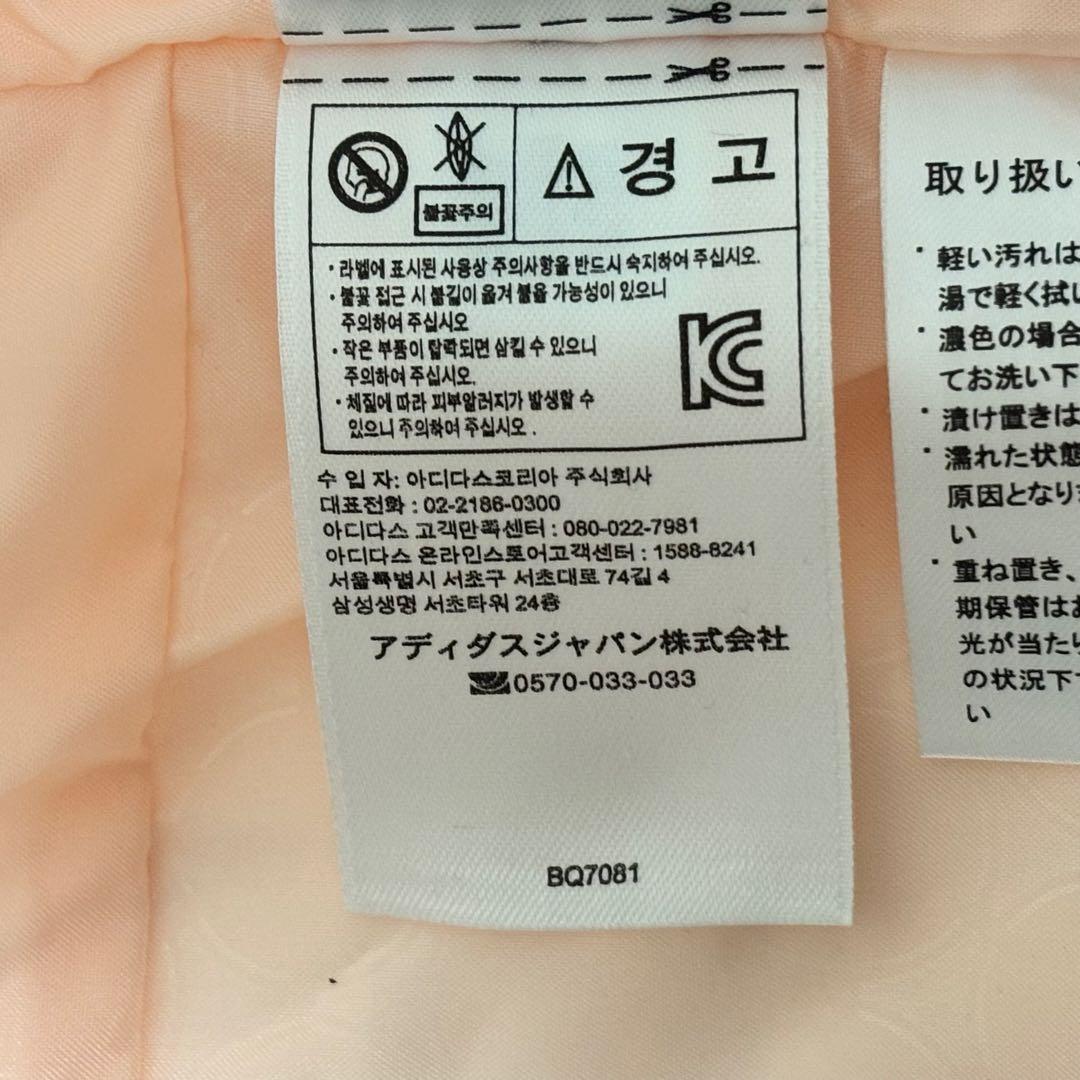 불꽃주의
경고
· 라벨에 표시된 사용상 주의사항을 반드시 숙지하여 주십시오.
· 불꽃 접근 시 불길이 옮겨 붙을 가능성이 있으니
주의하여 주십시오
· 작은 부품이 탈락되면 삼킬 수 있으니
주의하여 주십시오.
· 체질에 따라 피부알러지가 발생할 수
있으니 주의하여 주십시오 .
수 입 자: 아디다스코리아 주식회사
대표전화 : 02-2186-0300
아디다스 고객만족센터 : 080-022-7981
아디다스 온라인스토어고객센터 : 1588-8241
서울특별시 서초구 서초대로 74길 4
삼성생명 서초타워 24층
アディダスジャパン株式会社
0570-033-033
BQ7081
取り扱い
· 軽い汚れは
湯で軽く拭い
· 濃色の場合
てお洗い下
· 漬け置きは
· 濡れた状態
原因となりま
い
· 重ね置き、
期保管はお
光が当たり
の状況下で
い